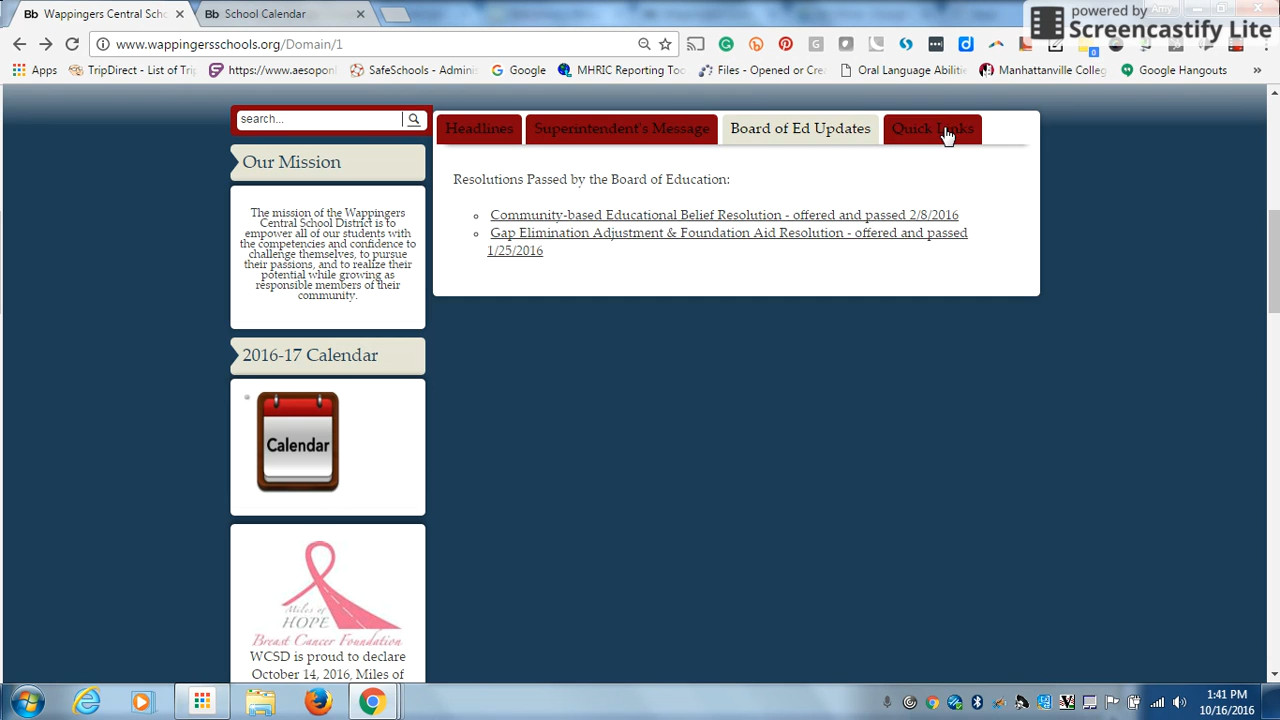 Bb Wappingers Central Scho
Bb School Calendar
Amy
powered by
Screencastify Lite
www.wappingersschools.org/Domain/1
Apps
TripDirect - List of Tri
https://www.aesopon
SafeSchools - Adminis
Google
MHRIC Reporting Too
Files - Opened or Cre
Oral Language Abiliti
Manhattanville Colleg
Google Hangouts
»
search...
Headlines
Superintendent's Message
Board of Ed Updates
Quick Links
Our Mission
The mission of the Wappingers
Central School District is to
empower all of our students with
the competencies and confidence to
challenge themselves, to pursue
their passions, and to realize their
potential while growing as
responsible members of their
community.
Resolutions Passed by the Board of Education:
Community-based Educational Belief Resolution - offered and passed 2/8/2016
Gap Elimination Adjustment & Foundation Aid Resolution - offered and passed
1/25/2016
2016-17 Calendar
Calendar
Miles of
HOPE
Breast Cancer Foundation
WCSD is proud to declare
October 14, 2016, Miles of
1:41 PM
10/16/2016